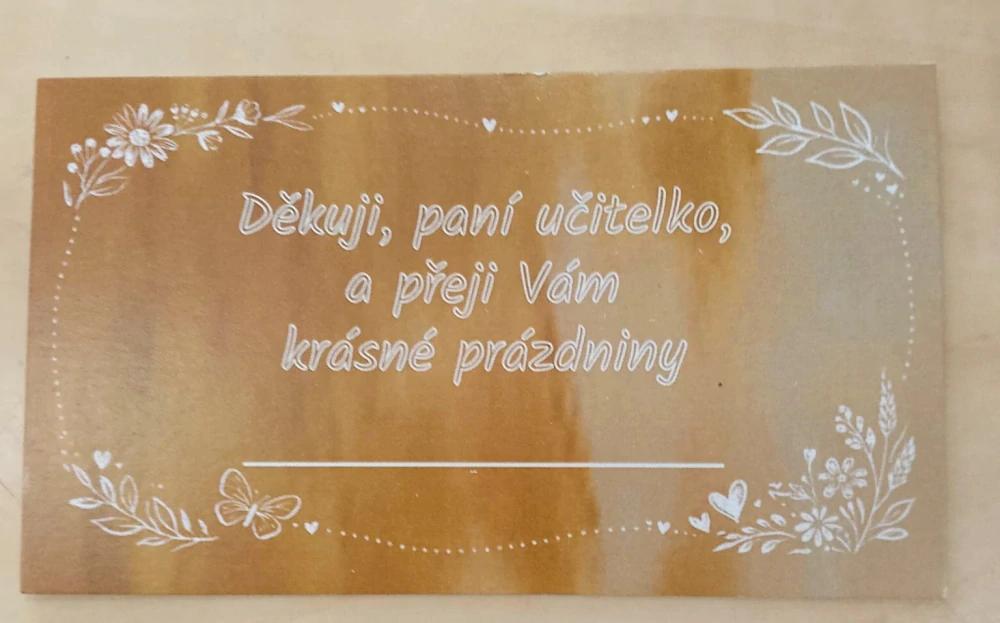 Děkuji, paní učitelko,
a přeji Vám
krásné prázdniny